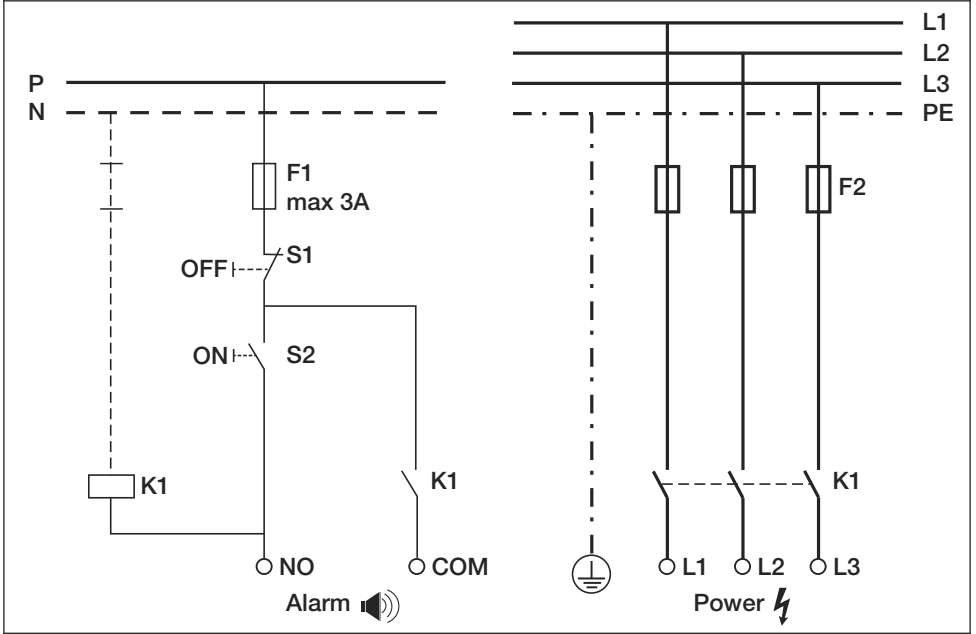 P
N
F1
max 3A
S1
OFF
ON
S2
K1
K1
NO
COM
Alarm
L1
L2
L3
PE
F2
K1
L1
L2
L3
Power